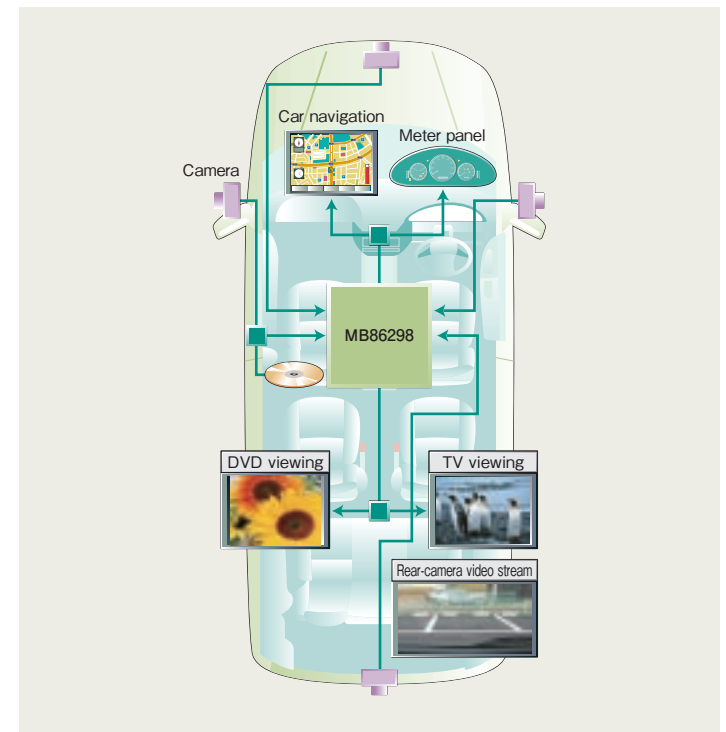 Car navigation
Meter panel
Camera
MB86298
DVD viewing
TV viewing
Rear-camera video stream